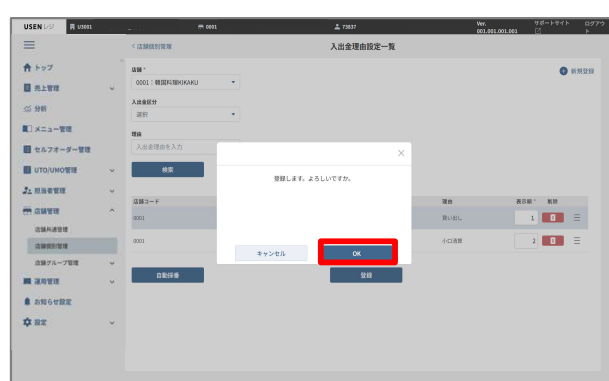 USEN レジ U3001 0001 73837 Ver. 001.001.001.001 サポートサイト ログアウト
< 店舗個別管理 入出金理由設定一覧
トップ
売上管理
分析
メニュー管理
セルフオーダー管理
UTO/UMO管理
担当者管理
店舗管理
店舗共通管理
店舗個別管理
店舗グループ管理
運用管理
お知らせ設定
設定
店舗 *
0001:韓国料理KIKAKU
新規登録
入出金区分
選択
理由
入出金理由を入力
検索
店舗コード 理由 表示順 * 削除
0001 買い出し 1
0001 小口清算 2
自動採番 登録
×
登録します。よろしいですか。
キャンセル OK